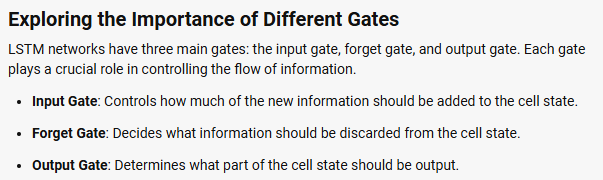 Exploring the Importance of Different Gates
LSTM networks have three main gates: the input gate, forget gate, and output gate. Each gate
plays a crucial role in controlling the flow of information.
• Input Gate: Controls how much of the new information should be added to the cell state.
• Forget Gate: Decides what information should be discarded from the cell state.
• Output Gate: Determines what part of the cell state should be output.